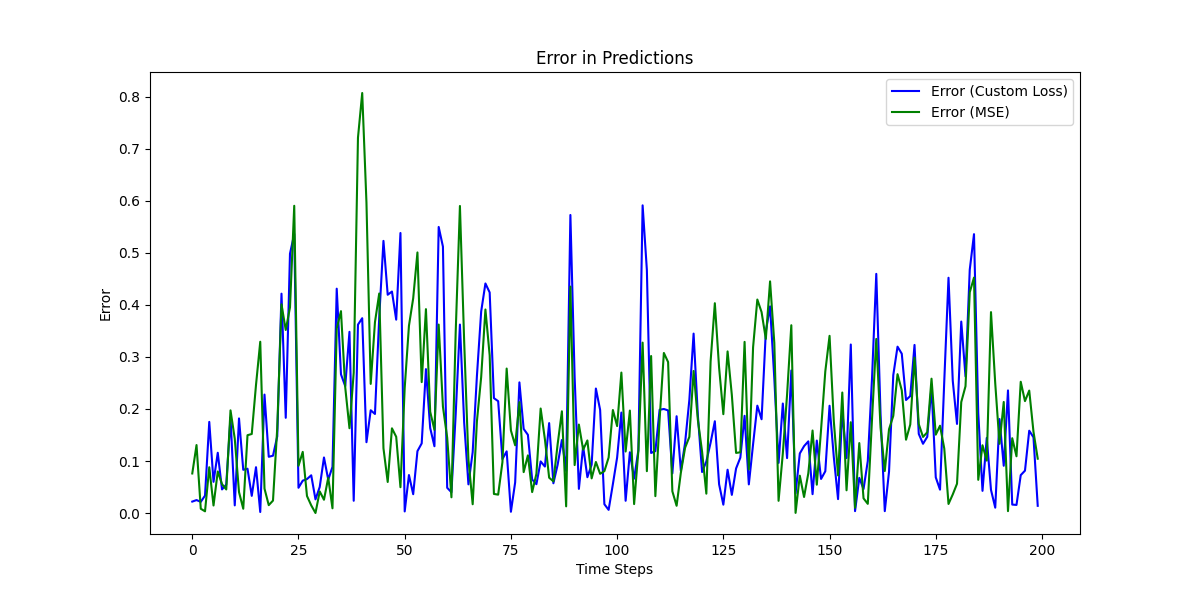 Error in Predictions
Error (Custom Loss)
Error (MSE)
Error
0.8
0.7
0.6
0.5
0.4
0.3
0.2
0.1
0.0
0 25 50 75 100 125 150 175 200
Time Steps